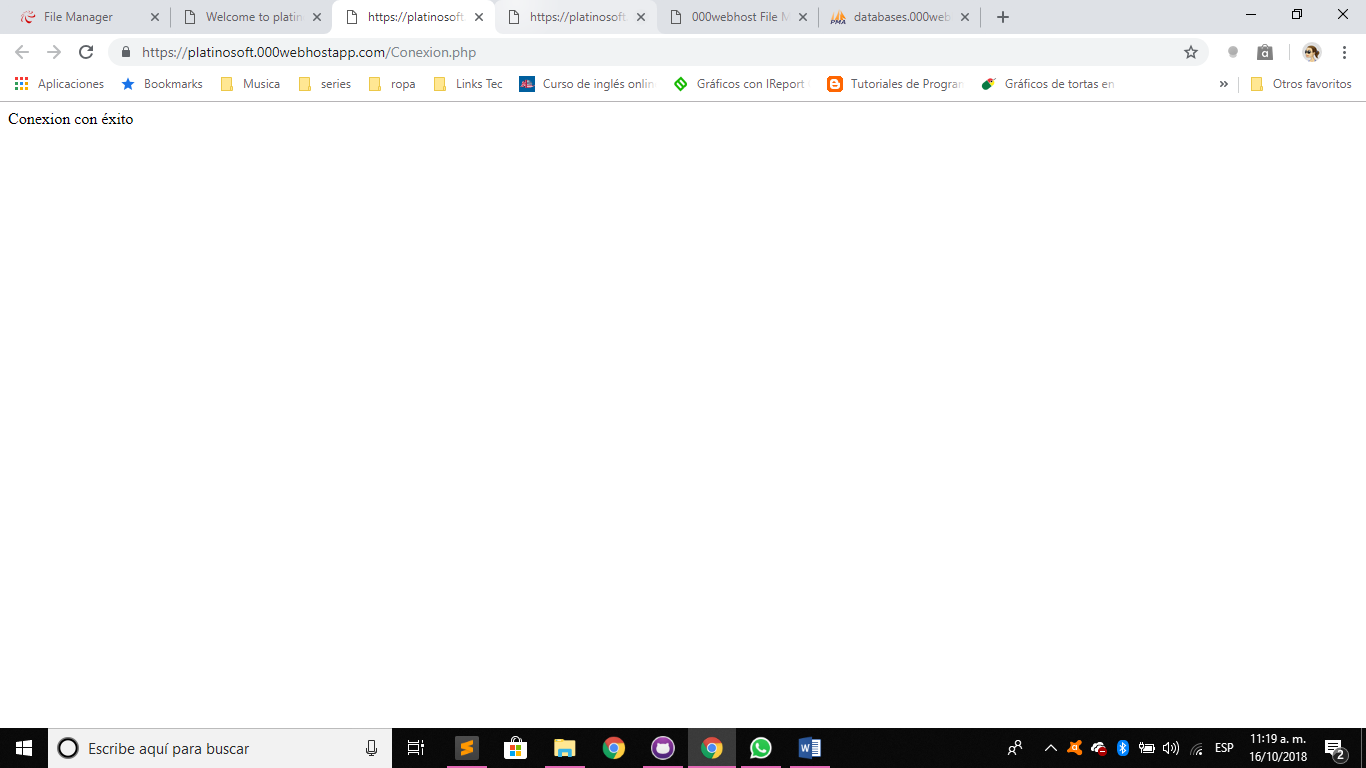 File Manager
Welcome to platin
https://platinosoft.
https://platinosoft.
000webhost File M
databases.000web
https://platinosoft.000webhostapp.com/Conexion.php
Aplicaciones
Bookmarks
Musica
series
ropa
Links Tec
Curso de inglés onlin
Gráficos con IReport
Tutoriales de Progran
Gráficos de tortas en
»
Otros favoritos
Conexion con éxito
Escribe aquí para buscar
ESP
11:19 a. m.
16/10/2018
2